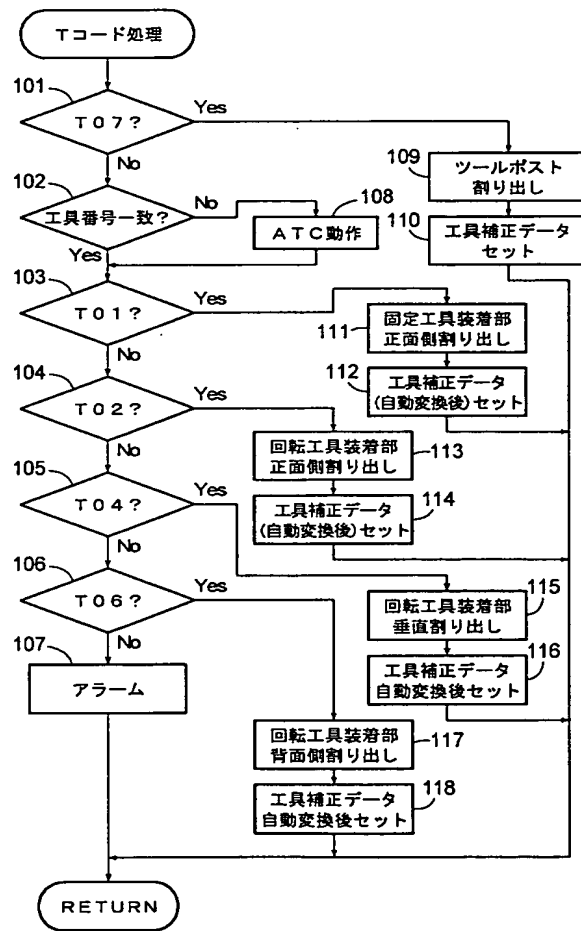 Tコード処理
101
T07?
Yes
No
109
ツールポスト
割り出し
102
工具番号一致?
No
Yes
108
ATC動作
110
工具補正データ
セット
103
T01?
Yes
No
111
固定工具装着部
正面側割り出し
112
工具補正データ
(自動変換後)セット
104
T02?
Yes
No
回転工具装着部
正面側割り出し
113
105
T04?
Yes
No
工具補正データ
(自動変換後)セット
114
106
T06?
Yes
No
回転工具装着部
垂直割り出し
115
107
アラーム
工具補正データ
自動変換後セット
116
回転工具装着部
背面側割り出し
117
工具補正データ
自動変換後セット
118
RETURN